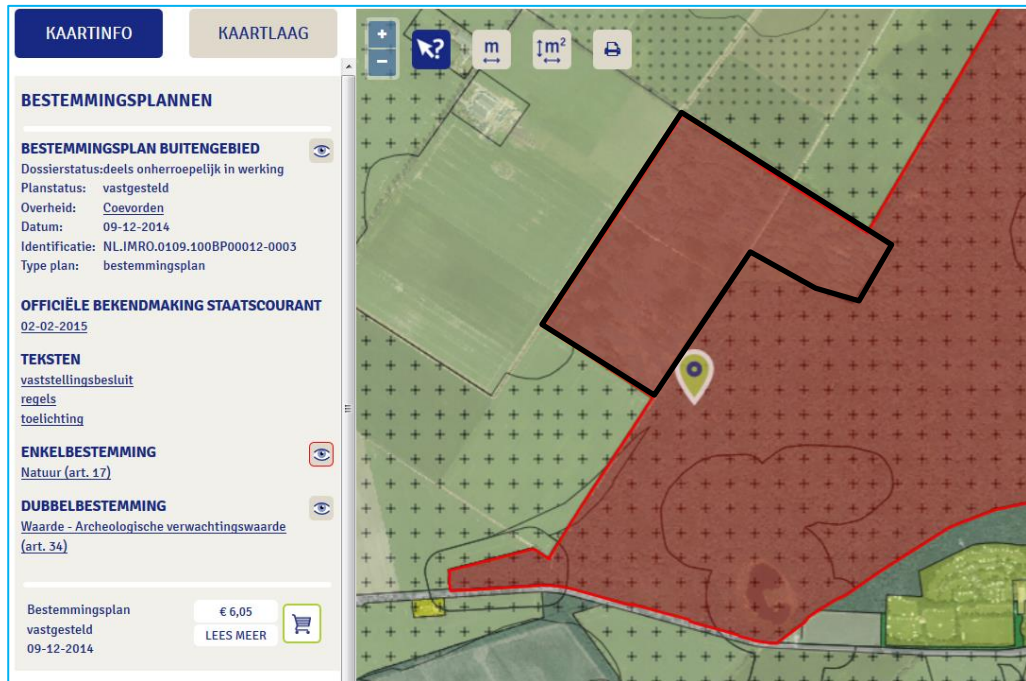 KAARTINFO
KAARTLAAG
BESTEMMINGSPLANNEN
BESTEMMINGSPLAN BUITENGEBIED
Dossierstatus:deels onherroepelijk in werking
Planstatus: vastgesteld
Overheid: Coevorden
Datum: 09-12-2014
Identificatie: NL.IMRO.0109.100BP00012-0003
Type plan: bestemmingsplan
OFFICIËLE BEKENDMAKING STAATSCOURANT
02-02-2015
TEKSTEN
vaststellingsbesluit
regels
toelichting
ENKELBESTEMMING
Natuur (art. 17)
DUBBELBESTEMMING
Waarde - Archeologische verwachtingswaarde
(art. 34)
Bestemmingsplan
vastgesteld
09-12-2014
€ 6,05
LEES MEER
+
−
?
m
m²